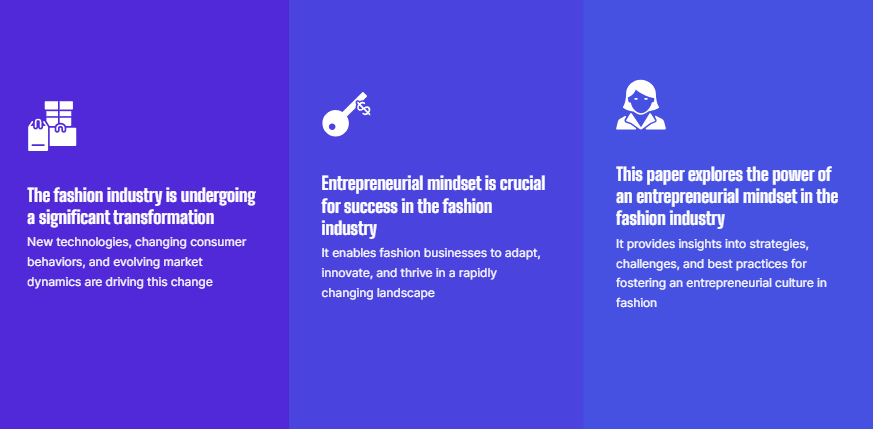 The fashion industry is undergoing
a significant transformation
New technologies, changing consumer
behaviors, and evolving market
dynamics are driving this change
Entrepreneurial mindset is crucial
for success in the fashion
industry
It enables fashion businesses to adapt,
innovate, and thrive in a rapidly
changing landscape
This paper explores the power of
an entrepreneurial mindset in the
fashion industry
It provides insights into strategies,
challenges, and best practices for
fostering an entrepreneurial culture in
fashion